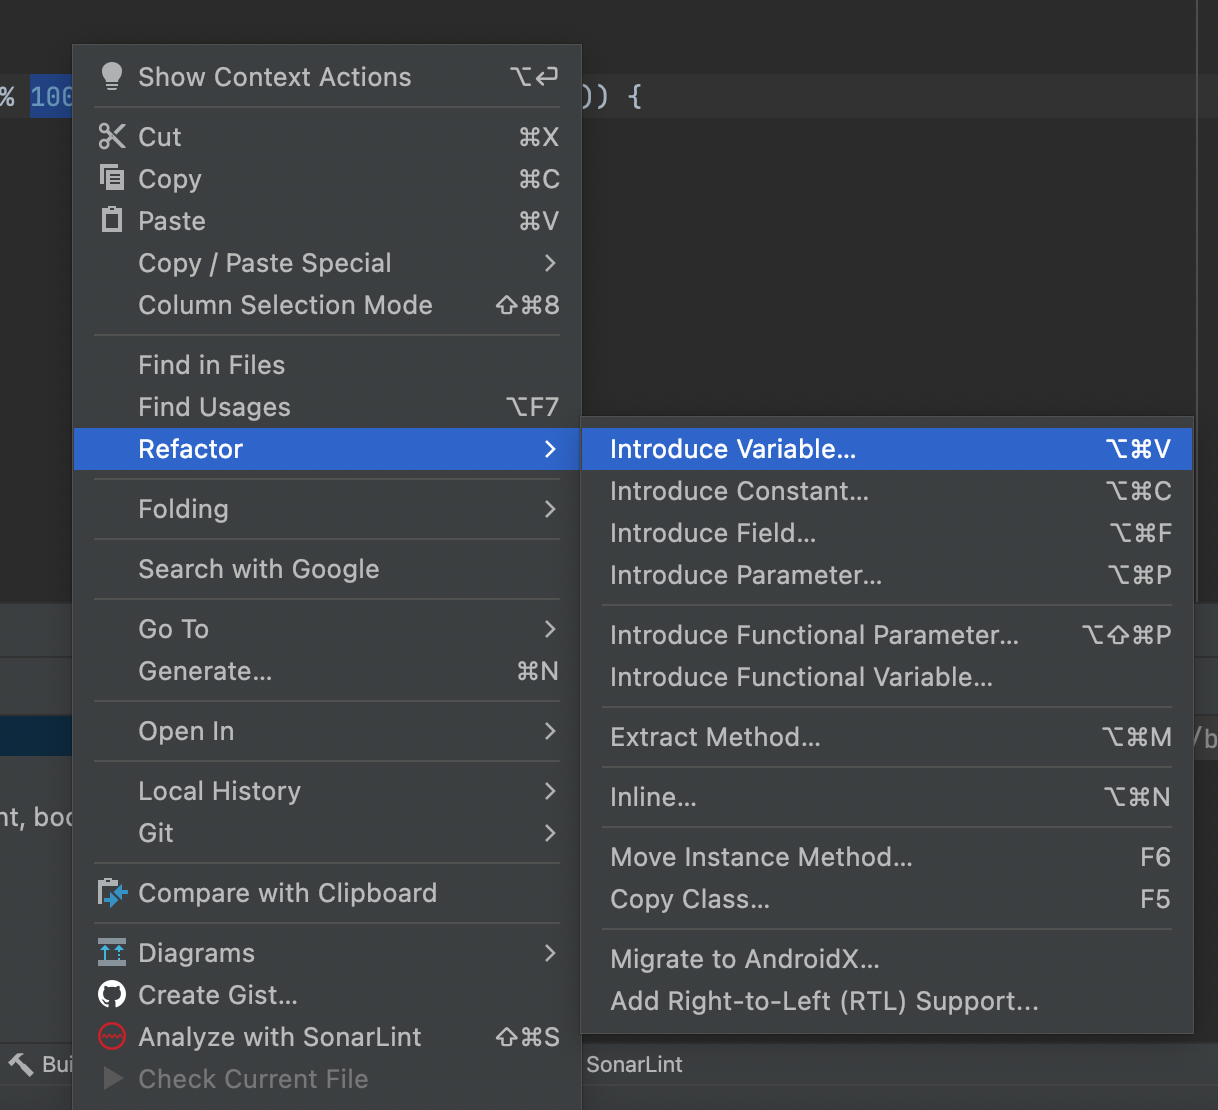 Show Context Actions ⌥↩
% 100 )) {
Cut ⌘X
Copy ⌘C
Paste ⌘V
Copy / Paste Special
Column Selection Mode ⇧⌘8
Find in Files
Find Usages ⌥F7
Refactor
Folding
Search with Google
Go To
Generate... ⌘N
Open In
Local History
Git
Compare with Clipboard
Diagrams
Create Gist...
Analyze with SonarLint ⇧⌘S
Check Current File
Introduce Variable... ⌥⌘V
Introduce Constant... ⌥⌘C
Introduce Field... ⌥⌘F
Introduce Parameter... ⌥⌘P
Introduce Functional Parameter... ⌥⇧⌘P
Introduce Functional Variable...
Extract Method... ⌥⌘M
Inline... ⌥⌘N
Move Instance Method... F6
Copy Class... F5
Migrate to AndroidX...
Add Right-to-Left (RTL) Support...
/b
nt, boo
Bui
SonarLint